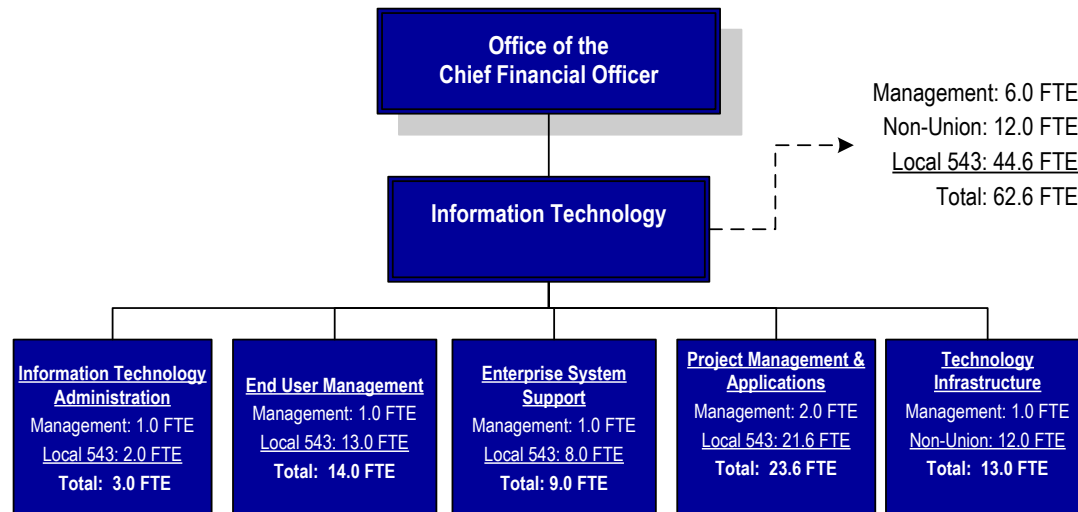 Office of the
Chief Financial Officer
Management: 6.0 FTE
Non-Union: 12.0 FTE
Local 543: 44.6 FTE
Total: 62.6 FTE
Information Technology
Information Technology
Administration
Management: 1.0 FTE
Local 543: 2.0 FTE
Total: 3.0 FTE
End User Management
Management: 1.0 FTE
Local 543: 13.0 FTE
Total: 14.0 FTE
Enterprise System
Support
Management: 1.0 FTE
Local 543: 8.0 FTE
Total: 9.0 FTE
Project Management &
Applications
Management: 2.0 FTE
Local 543: 21.6 FTE
Total: 23.6 FTE
Technology
Infrastructure
Management: 1.0 FTE
Non-Union: 12.0 FTE
Total: 13.0 FTE